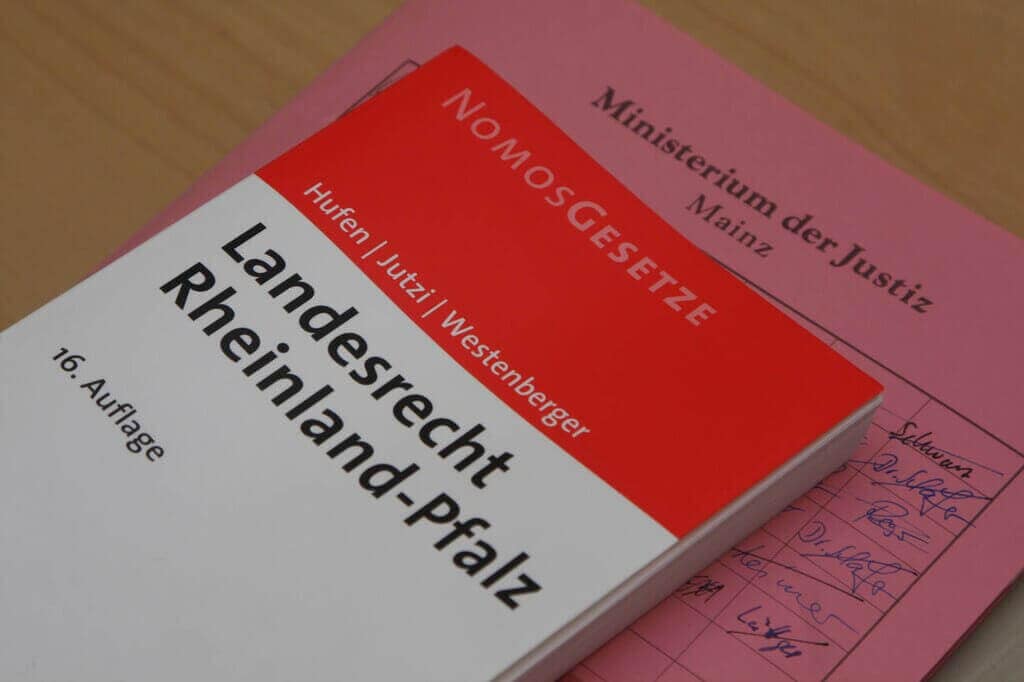 NOMOSGESETZE
Hufen | Jutzi | Westenberger
Landesrecht
Rheinland-Pfalz
16. Auflage
Ministerium der Justiz
Mainz